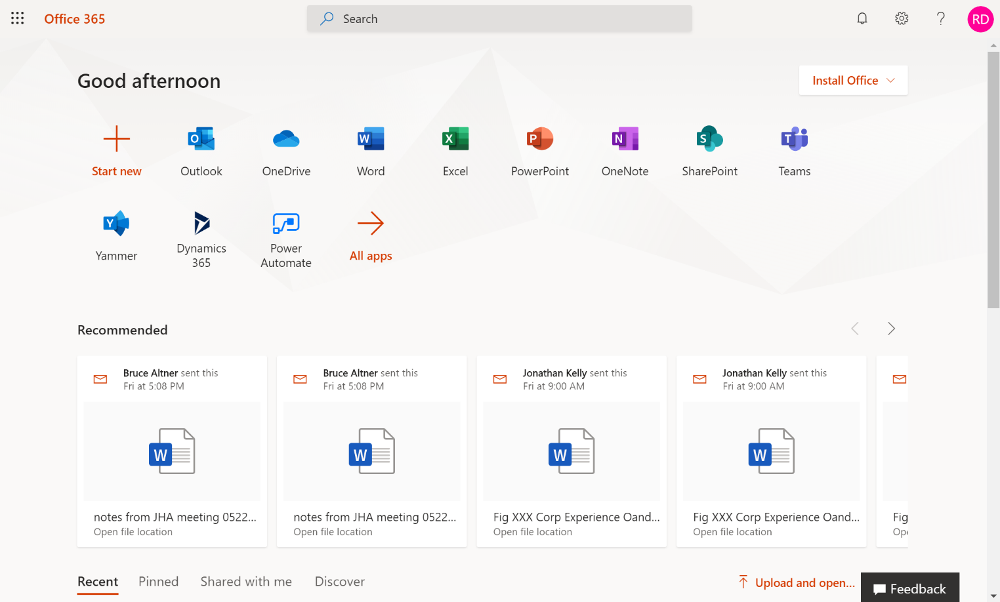 Office 365
Search
RD
Good afternoon
Install Office
Start new
Outlook
OneDrive
Word
Excel
PowerPoint
OneNote
SharePoint
Teams
Yammer
Dynamics
365
Power
Automate
All apps
Recommended
Bruce Altner sent this
Fri at 5:08 PM
notes from JHA meeting 0522...
Open file location
Bruce Altner sent this
Fri at 5:08 PM
notes from JHA meeting 0522...
Open file location
Jonathan Kelly sent this
Fri at 9:00 AM
Fig XXX Corp Experience Oand...
Open file location
Jonathan Kelly sent this
Fri at 9:00 AM
Fig XXX Corp Experience Oand...
Open file location
Fig
Ope
Recent Pinned Shared with me Discover
Upload and open...
Feedback